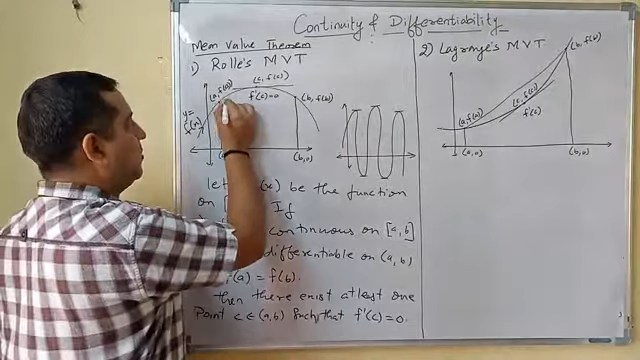 Continuity & Differentiability
Mean Value Theorem
1) Rolle's MVT
(a, f(a))
(c, f(c))
f'(c)=0
(b, f(b))
y=
f(x)
(b,0)
let
(x) be the function
on
If
continuous on [a,b]
differentiable on (a,b)
f(a) = f(b).
then there exist atleast one
Point c ∈ (a,b) Such that f'(c)=0.
2) Lagrange's MVT
(b, f(b))
(c, f(c))
f'(c)
(a, f(a))
(a,0)
(b,0)